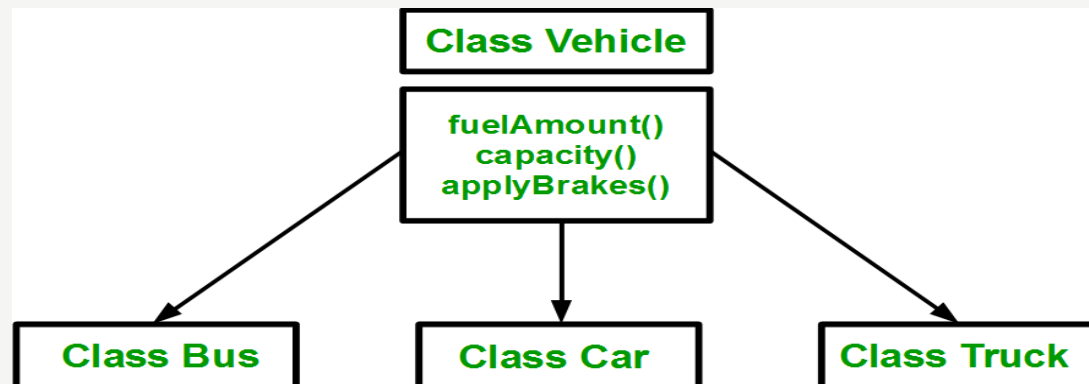 Class Vehicle
fuelAmount()
capacity()
applyBrakes()
Class Bus
Class Car
Class Truck